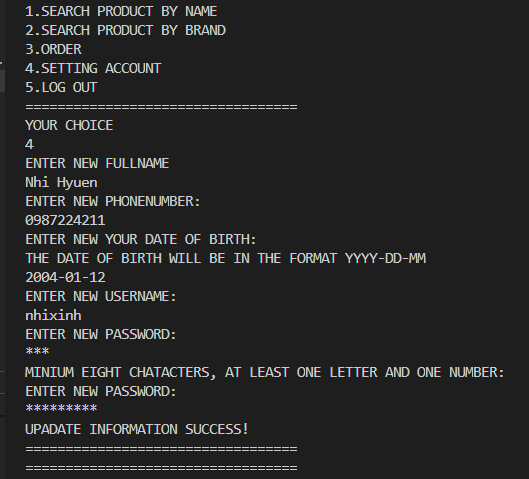 1.SEARCH PRODUCT BY NAME
2.SEARCH PRODUCT BY BRAND
3.ORDER
4.SETTING ACCOUNT
5.LOG OUT
==================================
YOUR CHOICE
4
ENTER NEW FULLNAME
Nhi Hyuen
ENTER NEW PHONENUMBER:
0987224211
ENTER NEW YOUR DATE OF BIRTH:
THE DATE OF BIRTH WILL BE IN THE FORMAT YYYY-DD-MM
2004-01-12
ENTER NEW USERNAME:
nhixinh
ENTER NEW PASSWORD:
***
MINIUM EIGHT CHATACTERS, AT LEAST ONE LETTER AND ONE NUMBER:
ENTER NEW PASSWORD:
*********
UPADATE INFORMATION SUCCESS!
==================================
==================================